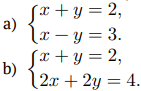 a) { x + y = 2,
x − y = 3.
b) { x + y = 2,
2x + 2y = 4.